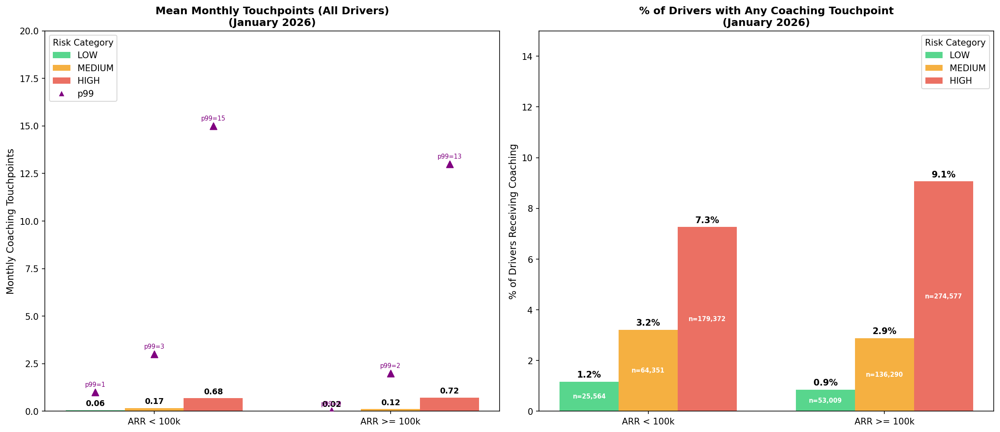 Mean Monthly Touchpoints (All Drivers)
(January 2026)
Monthly Coaching Touchpoints
20.0
17.5
15.0
12.5
10.0
7.5
5.0
2.5
0.0
Risk Category
LOW
MEDIUM
HIGH
p99
p99=15
p99=13
p99=3
p99=2
p99=1
0.06
0.17
0.68
0.02
0.12
0.72
ARR < 100k
ARR >= 100k
% of Drivers with Any Coaching Touchpoint
(January 2026)
% of Drivers Receiving Coaching
14
12
10
8
6
4
2
0
Risk Category
LOW
MEDIUM
HIGH
1.2%
n=25,564
3.2%
n=64,351
7.3%
n=179,372
0.9%
n=53,009
2.9%
n=136,290
9.1%
n=274,577
ARR < 100k
ARR >= 100k